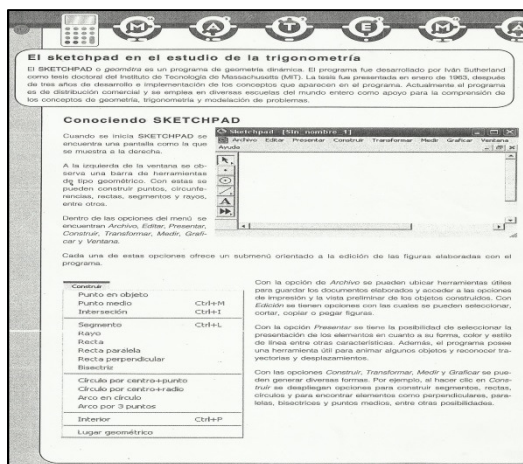 M A T E M A
El sketchpad en el estudio de la trigonometría
El SKETCHPAD o geómetra es un programa de geometría dinámica. El programa fue desarrollado por Iván Sutherland
como tesis doctoral del Instituto de Tecnología de Massachusetts (MIT). La tesis fue presentada en enero de 1963, después
de tres años de desarrollo e implementación de los conceptos que aparecen en el programa. Actualmente el programa
es de distribución comercial y se emplea en diversas escuelas del mundo entero como apoyo para la comprensión de
los conceptos de geometría, trigonometría y modelación de problemas.
Conociendo SKETCHPAD
Cuando se inicia SKETCHPAD se
encuentra una pantalla como la que
se muestra a la derecha.
A la izquierda de la ventana se ob-
serva una barra de herramientas
de tipo geométrico. Con estas se
pueden construir puntos, circunfe-
rencias, rectas, segmentos y rayos,
entre otros.
Dentro de las opciones del menú se
encuentran Archivo, Editar, Presentar,
Construir, Transformar, Medir, Grafi-
car y Ventana.
Sketchpad - [Sin nombre 1]
Archivo Editar Presentar Construir Transformar Medir Graficar Ventana
Ayuda
A
Cada una de estas opciones ofrece un submenú orientado a la edición de las figuras elaboradas con el
programa.
Construir
Punto en objeto
Punto medio Ctrl+M
Interseción Ctrl+I
Segmento Ctrl+L
Rayo
Recta
Recta paralela
Recta perpendicular
Bisectriz
Círculo por centro+punto
Círculo por centro+radio
Arco en círculo
Arco por 3 puntos
Interior Ctrl+P
Lugar geométrico
Con la opción de Archivo se pueden ubicar herramientas útiles
para guardar los documentos elaborados y acceder a las opciones
de impresión y la vista preliminar de los objetos construidos. Con
Edición se tienen opciones con las cuales se pueden seleccionar,
cortar, copiar o pegar figuras.
Con la opción Presentar se tiene la posibilidad de seleccionar la
presentación de los elementos en cuanto a su forma, color y estilo
de línea entre otras características. Además, el programa posee
una herramienta útil para animar algunos objetos y reconocer tra-
yectorias y desplazamientos.
Con las opciones Construir, Transformar, Medir y Graficar se pue-
den generar diversas formas. Por ejemplo, al hacer clic en Cons-
truir se despliegan opciones para construir segmentos, rectas,
círculos y para encontrar elementos como perpendiculares, para-
lelas, bisectrices y puntos medios, entre otras posibilidades.